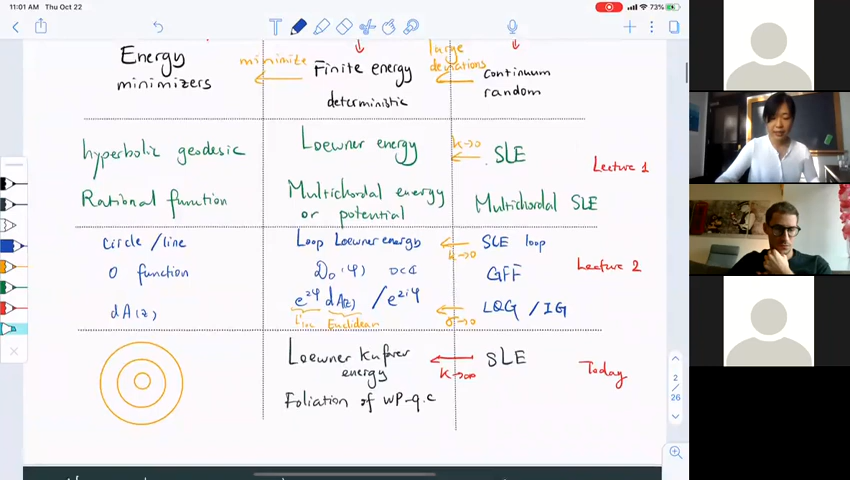 11:01 AM Thu Oct 22
73%
Energy
minimizers
minimize
Finite energy
deterministic
large
deviations
continuum
random
hyperbolic geodesic
Loewner energy
k→0
SLE
Lecture 1
Rational function
Multichordal energy
or potential
Multichordal SLE
circle / line
Loop Loewner energy
k→0
SLE loop
Lecture 2
0 function
D₀(φ) D⊂ℂ
GFF
dA(z)
e^{2φ} dA(z) / e^{2iφ}
Euclidean
σ→0
LQG / IG
Loewner Kufarev
energy
k→∞
SLE
Today
Foliation of WP-q.c
2
26